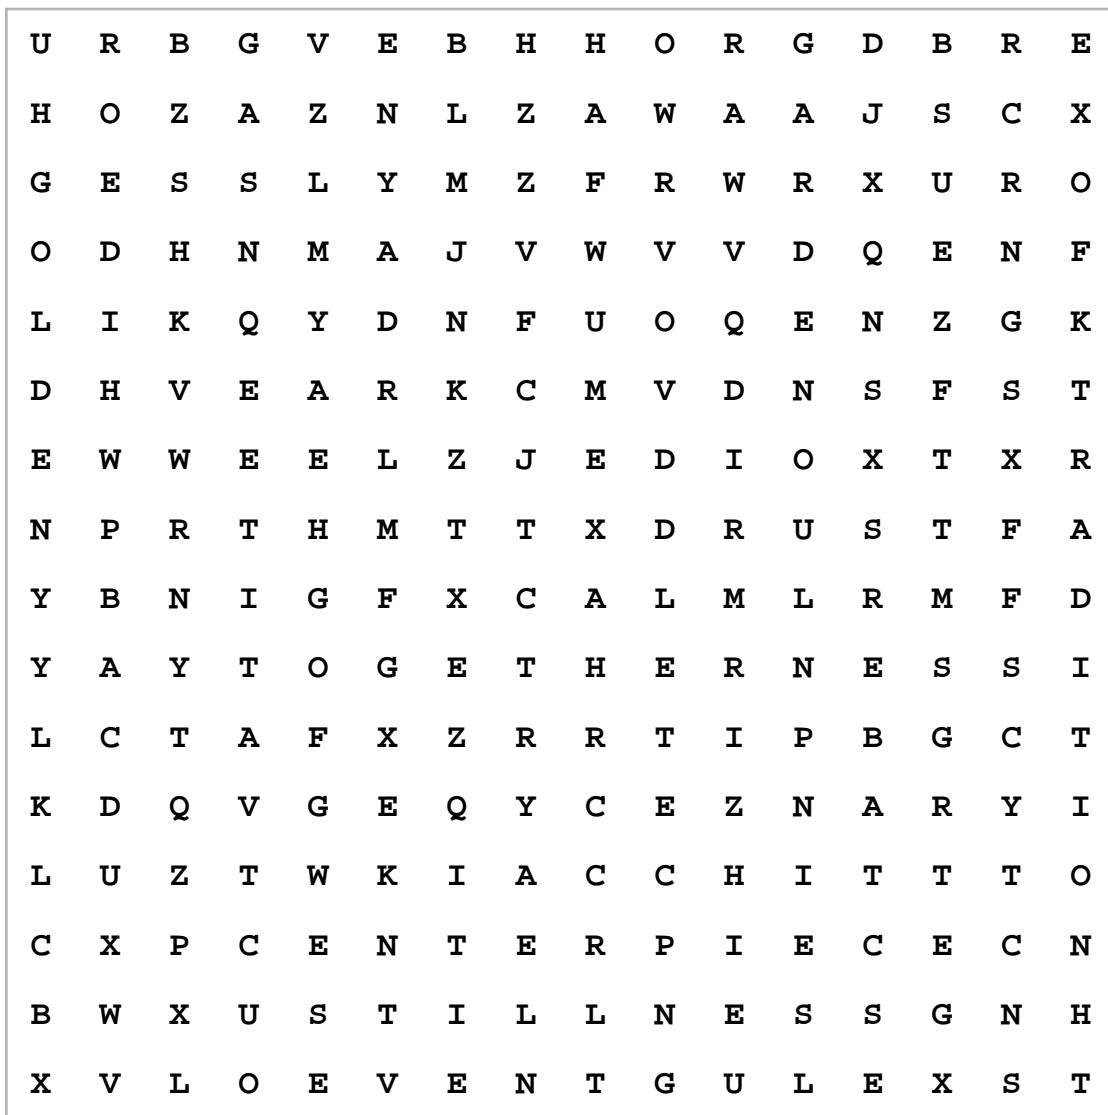 U R B G V E B H H O R G D B R E
H O Z A Z N L Z A W A A J S C X
G E S S L Y M Z F R W R X U R O
O D H N M A J V W V V D Q E N F
L I K Q Y D N F U O Q E N Z G K
D H V E A R K C M V D N S F S T
E W W E E L Z J E D I O X T X R
N P R T H M T T X D R U S T F A
Y B N I G F X C A L M L R M F D
Y A Y T O G E T H E R N E S S I
L C T A F X Z R R T I P B G C T
K D Q V G E Q Y C E Z N A R Y I
L U Z T W K I A C C H I T T T O
C X P C E N T E R P I E C E C N
B W X U S T I L L N E S S G N H
X V L O E V E N T G U L E X S T